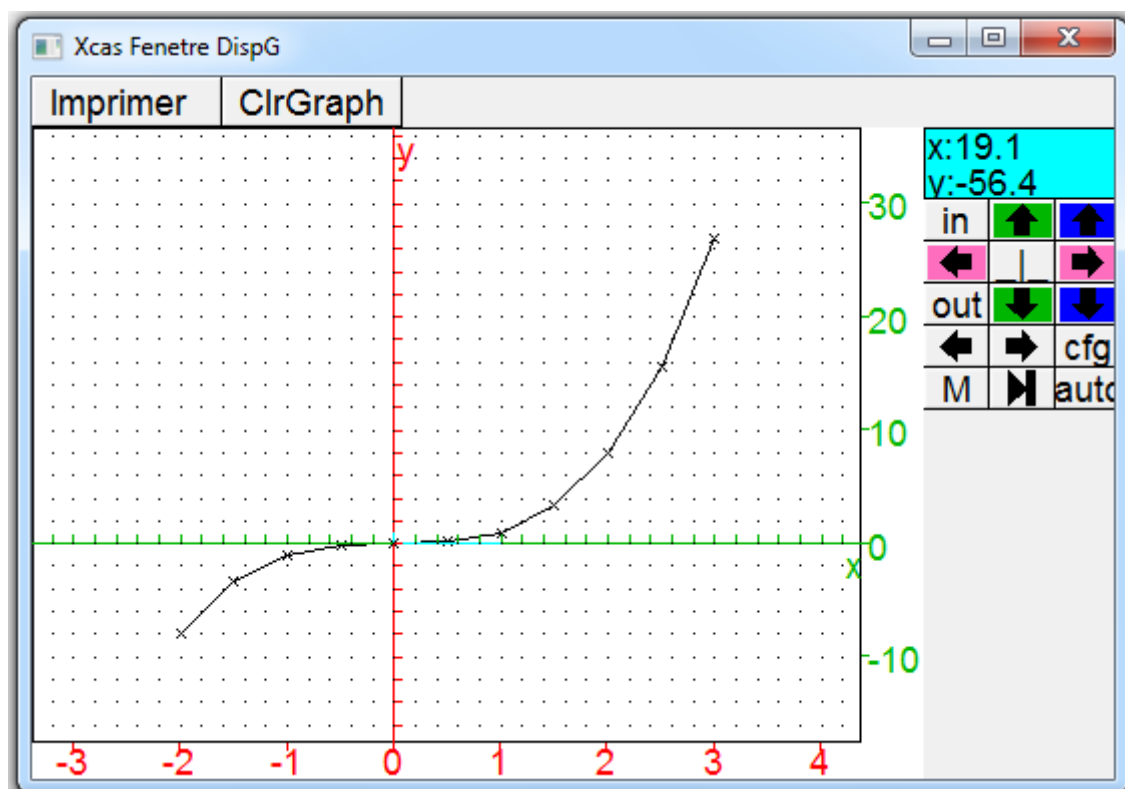 Xcas Fenetre DispG
Imprimer ClrGraph
y
x:19.1
y:-56.4
30
in
_|_
20
out
cfg
M auto
10
0
x
-10
-3 -2 -1 0 1 2 3 4